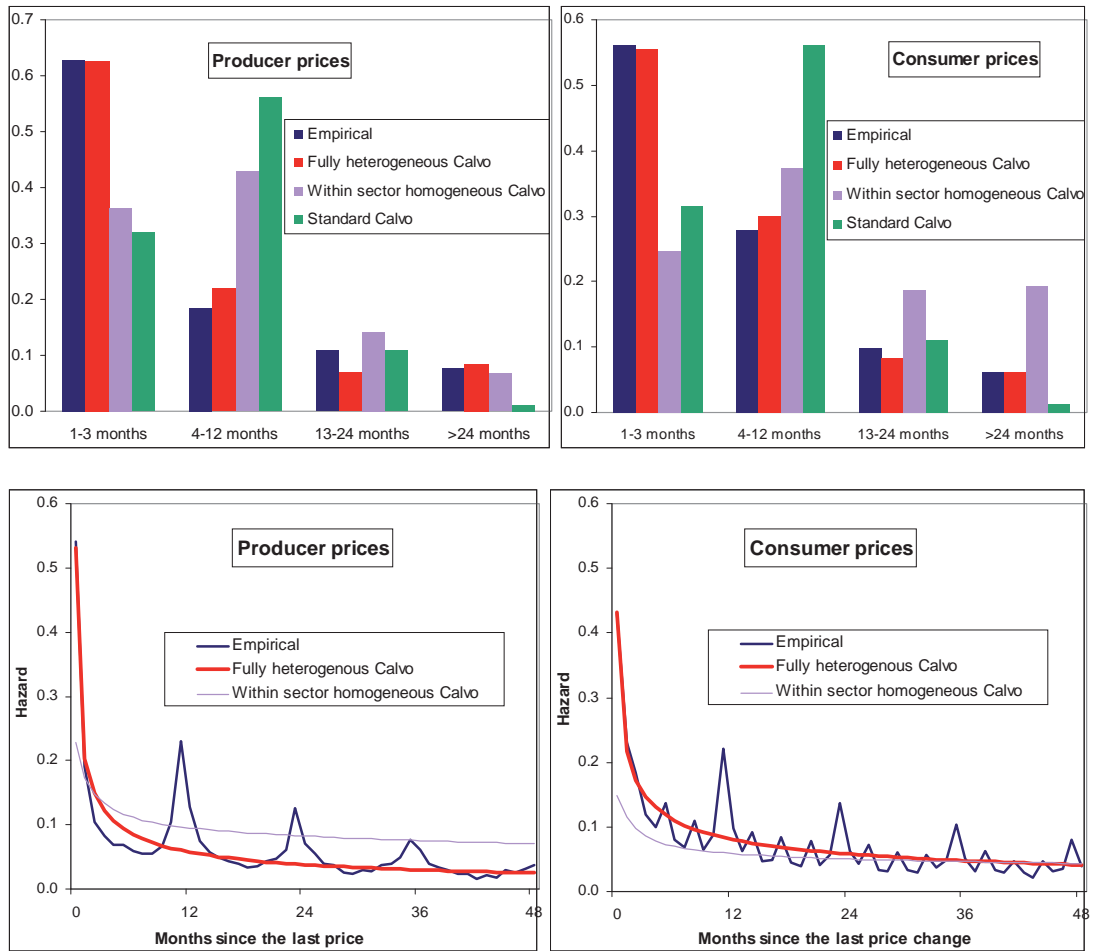 0.7
0.6
0.5
0.4
0.3
0.2
0.1
0.0
Producer prices
Empirical
Fully heterogeneous Calvo
Within sector homogeneous Calvo
Standard Calvo
1-3 months 4-12 months 13-24 months >24 months
0.6
0.5
0.4
0.3
0.2
0.1
0.0
Consumer prices
Empirical
Fully heterogeneous Calvo
Within sector homogeneous Calvo
Standard Calvo
1-3 months 4-12 months 13-24 months >24 months
0.6
0.5
0.4
0.3
0.2
0.1
0.0
Hazard
Producer prices
Empirical
Fully heterogenous Calvo
Within sector homogeneous Calvo
0 12 24 36 48
Months since the last price
0.6
0.5
0.4
0.3
0.2
0.1
0.0
Hazard
Consumer prices
Empirical
Fully heterogenous Calvo
Within sector homogeneous Calvo
0 12 24 36 48
Months since the last price change